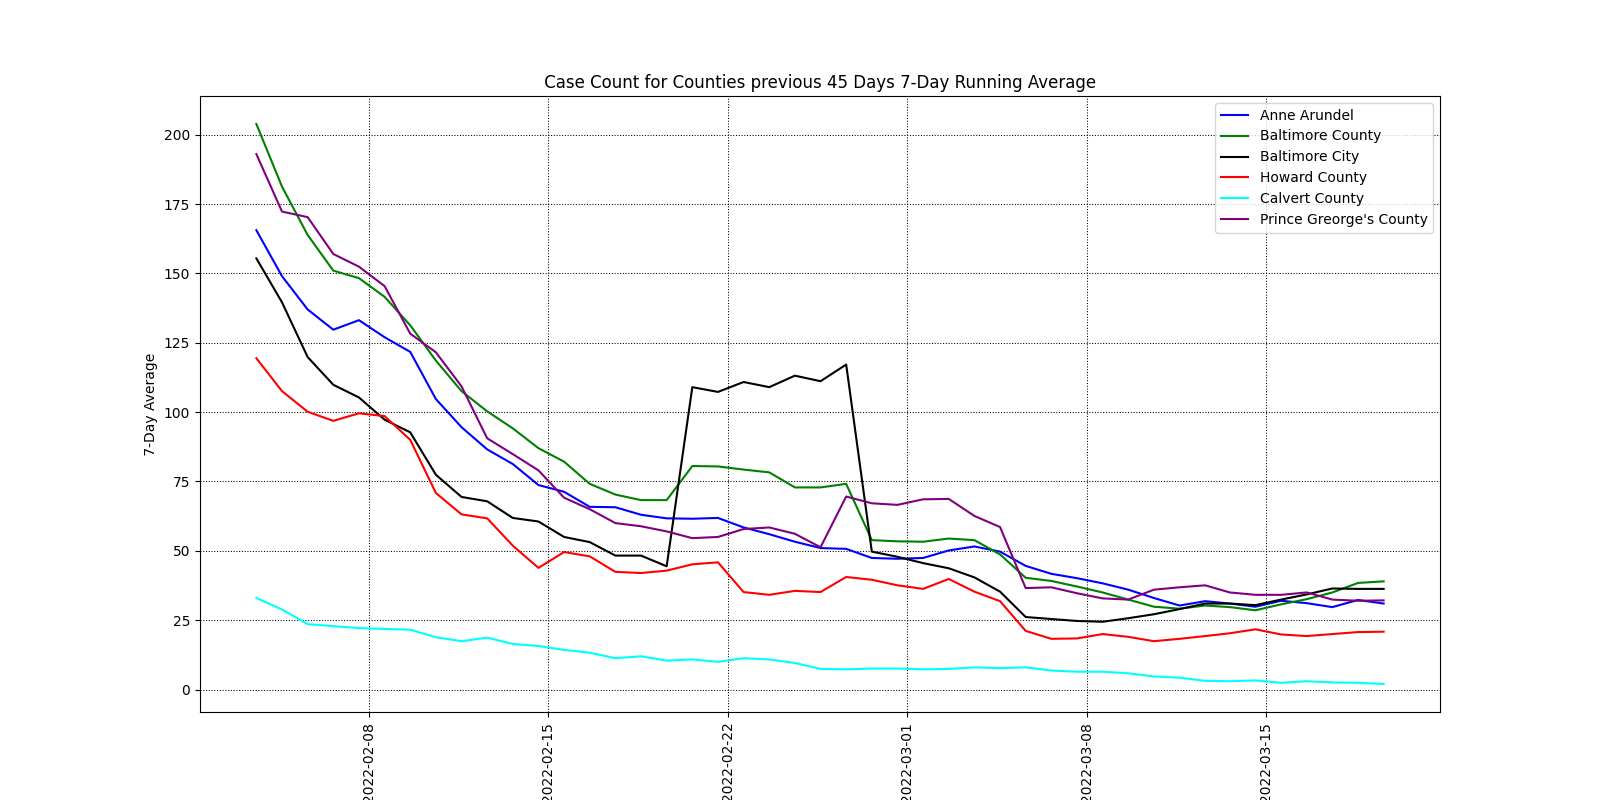 Case Count for Counties previous 45 Days 7-Day Running Average
Anne Arundel
Baltimore County
Baltimore City
Howard County
Calvert County
Prince Greorge's County
7-Day Average
200
175
150
125
100
75
50
25
0
2022-02-08
2022-02-15
2022-02-22
2022-03-01
2022-03-08
2022-03-15